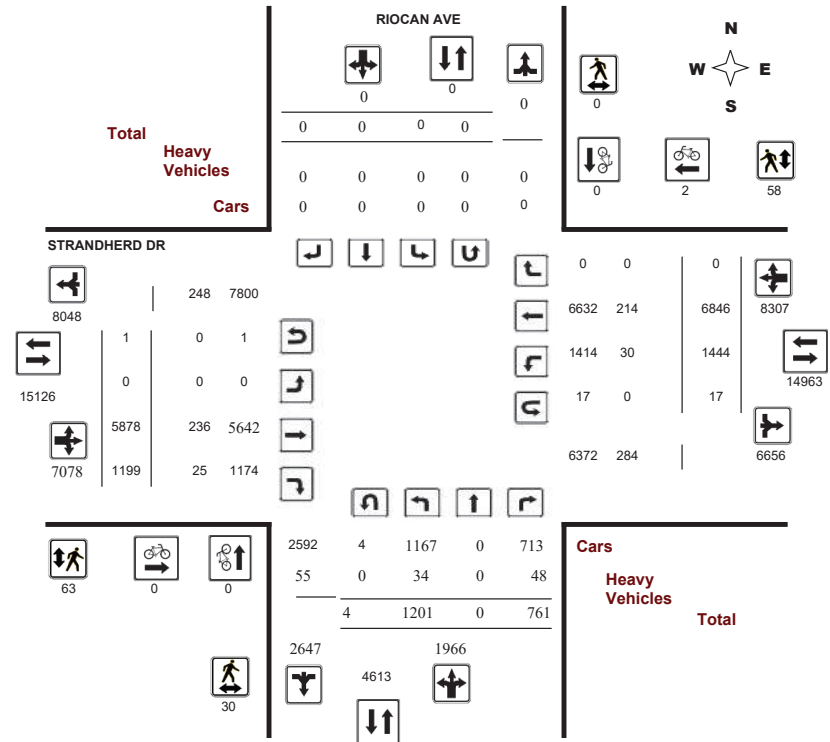 RIOCAN AVE
N
W E
S
0 0 0 0
Total 0 0 0 0
Heavy
Vehicles 0 0 0 0 0
Cars 0 0 0 0 0
0 2 58
STRANDHERD DR
8048 248 7800
1 0 1
15126 0 0 0
5878 236 5642
7078 1199 25 1174
0 0 0
6632 214 6846 8307
1414 30 1444
14963
17 0 17
6372 284 6656
2592 4 1167 0 713 Cars
55 0 34 0 48 Heavy
Vehicles
4 1201 0 761 Total
63 0 0
2647 1966
4613
30